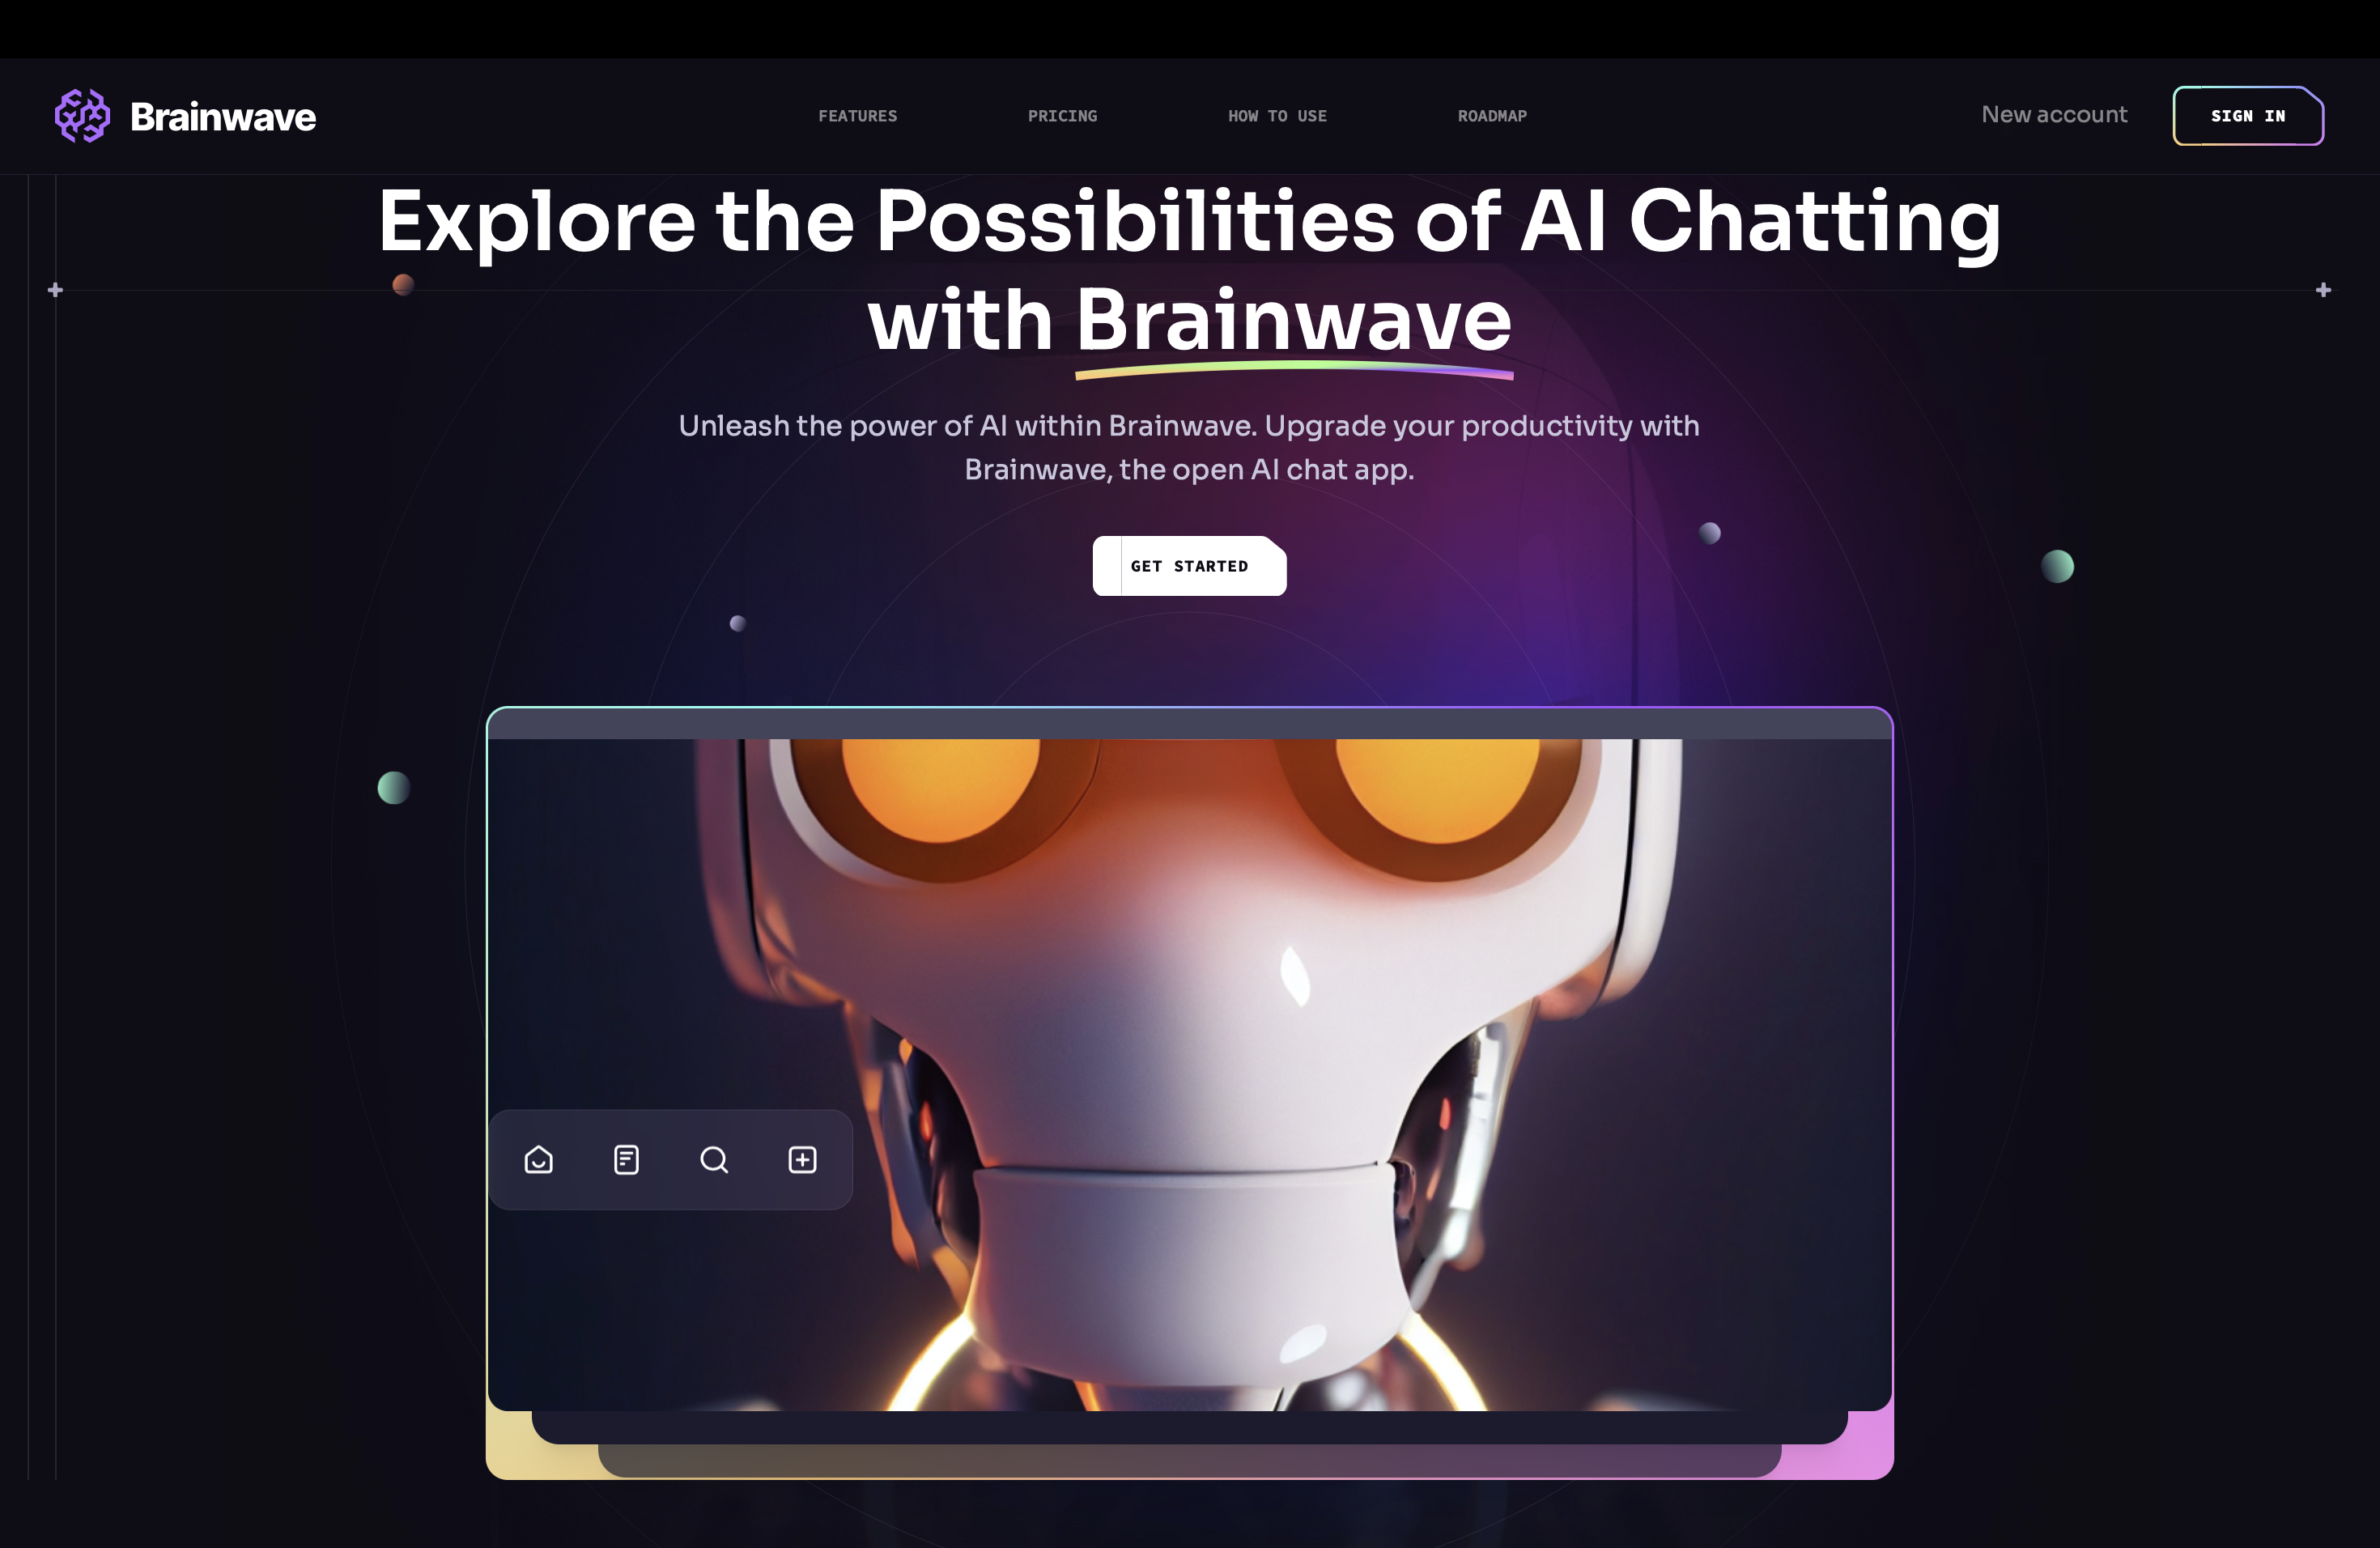 Brainwave
FEATURES
PRICING
HOW TO USE
ROADMAP
New account
SIGN IN
Explore the Possibilities of AI Chatting
with Brainwave
Unleash the power of AI within Brainwave. Upgrade your productivity with
Brainwave, the open AI chat app.
GET STARTED